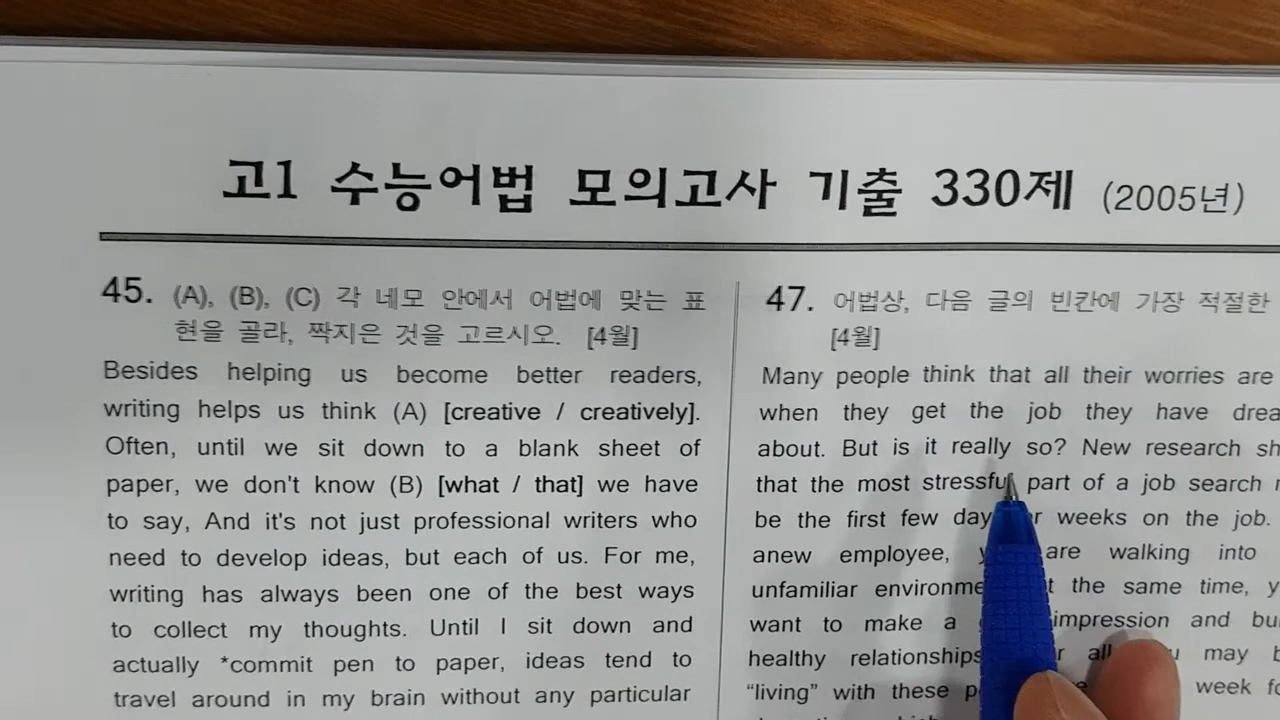 고1 수능어법 모의고사 기출 330제 (2005년)
45. (A), (B), (C) 각 네모 안에서 어법에 맞는 표
현을 골라, 짝지은 것을 고르시오. [4월]
Besides helping us become better readers,
writing helps us think (A) [creative / creatively].
Often, until we sit down to a blank sheet of
paper, we don't know (B) [what / that] we have
to say, And it's not just professional writers who
need to develop ideas, but each of us. For me,
writing has always been one of the best ways
to collect my thoughts. Until I sit down and
actually *commit pen to paper, ideas tend to
travel around in my brain without any particular
47. 어법상, 다음 글의 빈칸에 가장 적절한
[4월]
Many people think that all their worries are
when they get the job they have
about. But is it really so? New research
that the most stressful part of a job search
be the first few days or weeks on the job.
anew employee, are walking into
unfamiliar the same time,
want to make a impression and
healthy relationships all may
“living” with these week